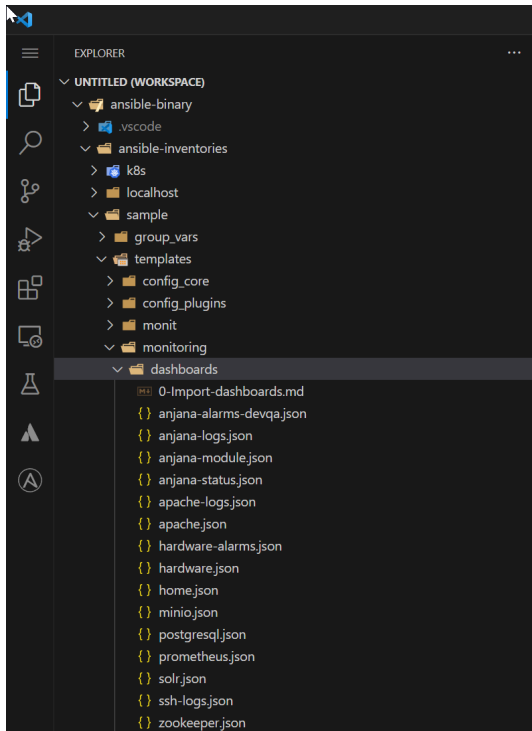 EXPLORER
UNTITLED (WORKSPACE)
ansible-binary
.vscode
ansible-inventories
k8s
localhost
sample
group_vars
templates
config_core
config_plugins
monit
monitoring
dashboards
0-Import-dashboards.md
anjana-alarms-devqa.json
anjana-logs.json
anjana-module.json
anjana-status.json
apache-logs.json
apache.json
hardware-alarms.json
hardware.json
home.json
minio.json
postgresql.json
prometheus.json
solr.json
ssh-logs.json
zookeeper.json